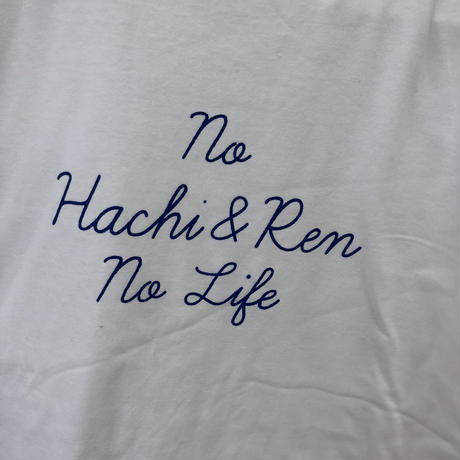 No
Hachi & Ren
No Life